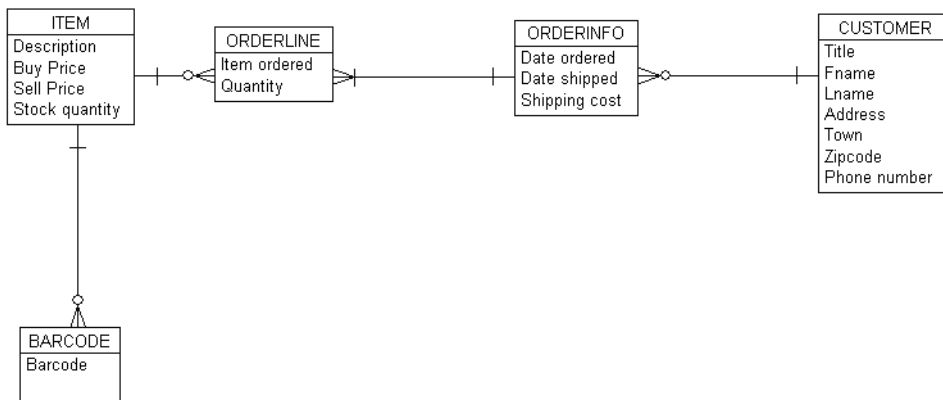 ITEM
Description
Buy Price
Sell Price
Stock quantity
ORDERLINE
Item ordered
Quantity
ORDERINFO
Date ordered
Date shipped
Shipping cost
CUSTOMER
Title
Fname
Lname
Address
Town
Zipcode
Phone number
BARCODE
Barcode